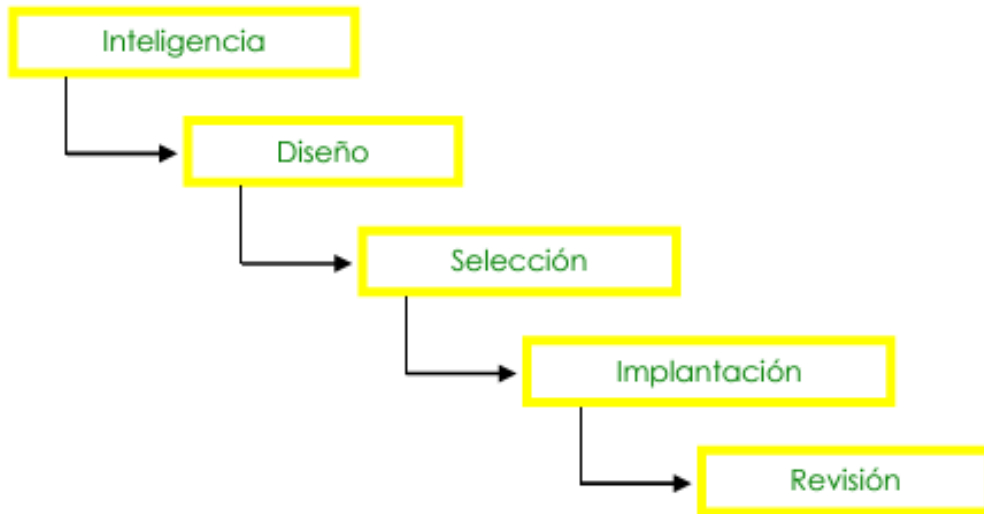 Inteligencia
Diseño
Selección
Implantación
Revisión